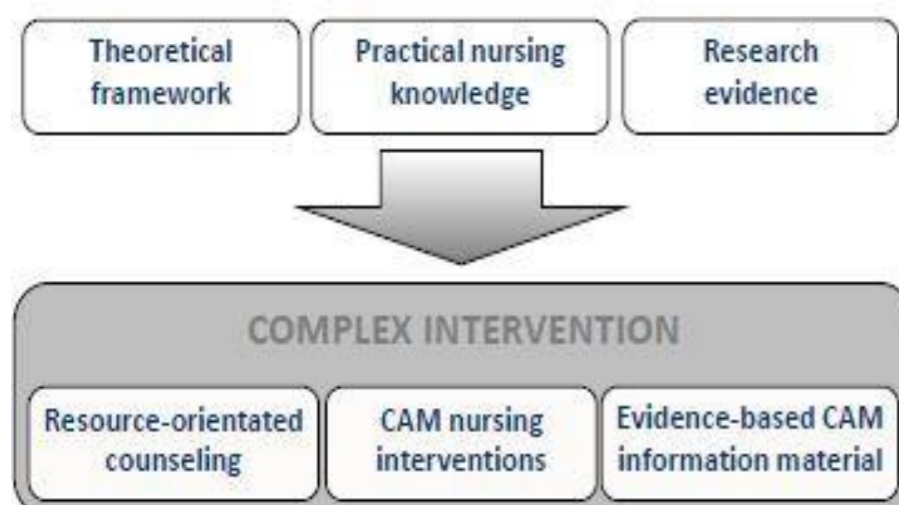 Theoretical
framework
Practical nursing
knowledge
Research
evidence
COMPLEX INTERVENTION
Resource-orientated
counseling
CAM nursing
interventions
Evidence-based CAM
information material